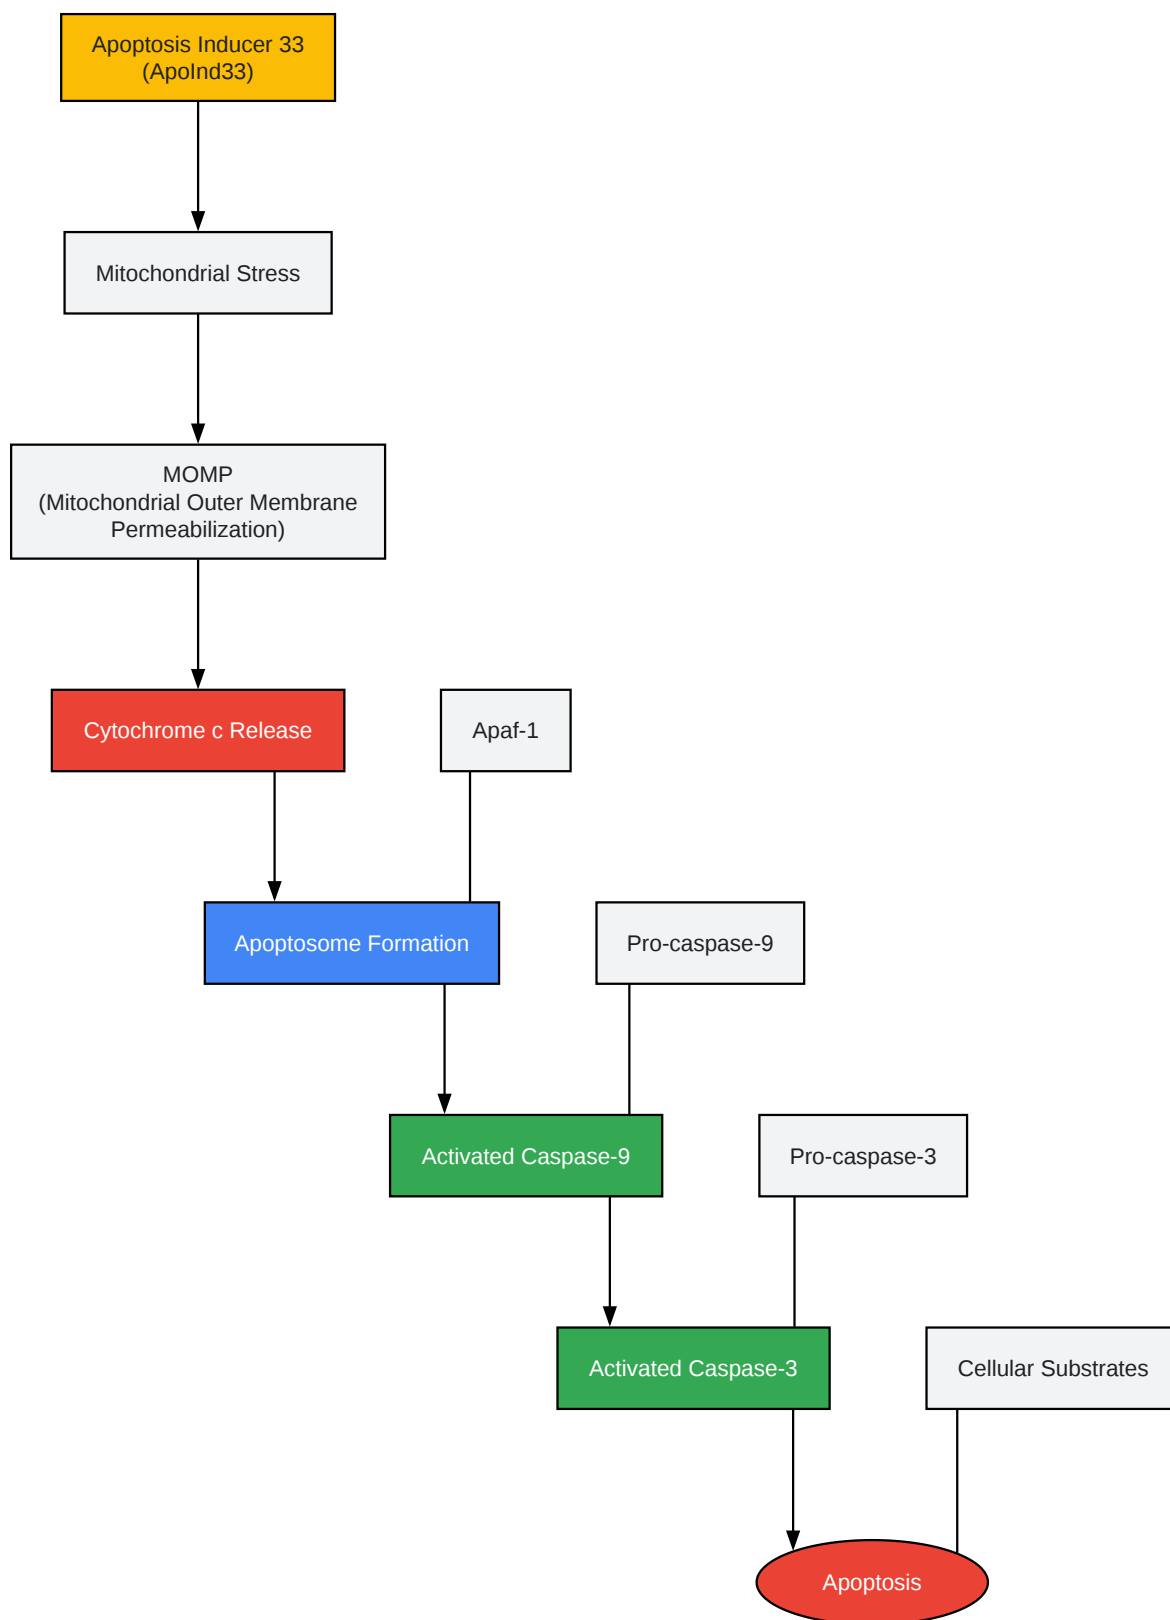 Apoptosis Inducer 33
(ApoInd33)
Mitochondrial Stress
MOMP
(Mitochondrial Outer Membrane
Permeabilization)
Cytochrome c Release
Apaf-1
Apoptosome Formation
Pro-caspase-9
Activated Caspase-9
Pro-caspase-3
Activated Caspase-3
Cellular Substrates
Apoptosis